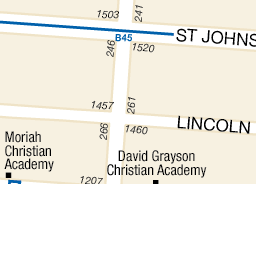 1503
241
B45
ST JOHNS
246
1520
1457
261
LINCOLN
266
1460
Moriah
Christian
Academy
David Grayson
Christian Academy
1207